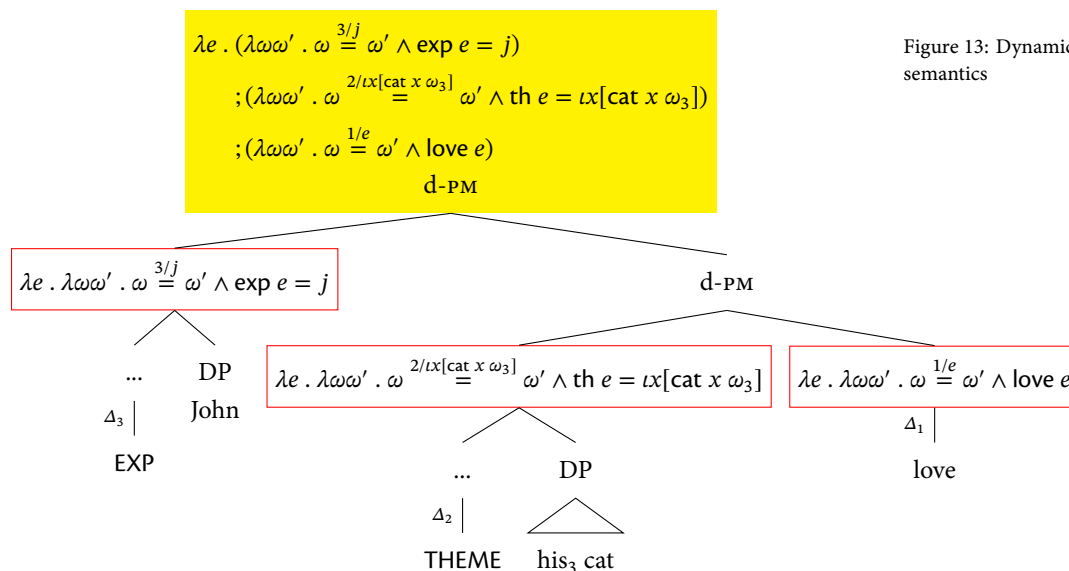 λe . (λωω′ . ω =^{3/j} ω′ ∧ exp e = j)
;(λωω′ . ω =^{2/ιx[cat x ω₃]} ω′ ∧ th e = ιx[cat x ω₃])
;(λωω′ . ω =^{1/e} ω′ ∧ love e)
d-PM
Figure 13: Dynamic
semantics
λe . λωω′ . ω =^{3/j} ω′ ∧ exp e = j
d-PM
... DP
John
Δ₃
EXP
λe . λωω′ . ω =^{2/ιx[cat x ω₃]} ω′ ∧ th e = ιx[cat x ω₃]
λe . λωω′ . ω =^{1/e} ω′ ∧ love e
Δ₁
love
... DP
Δ₂
THEME his₃ cat